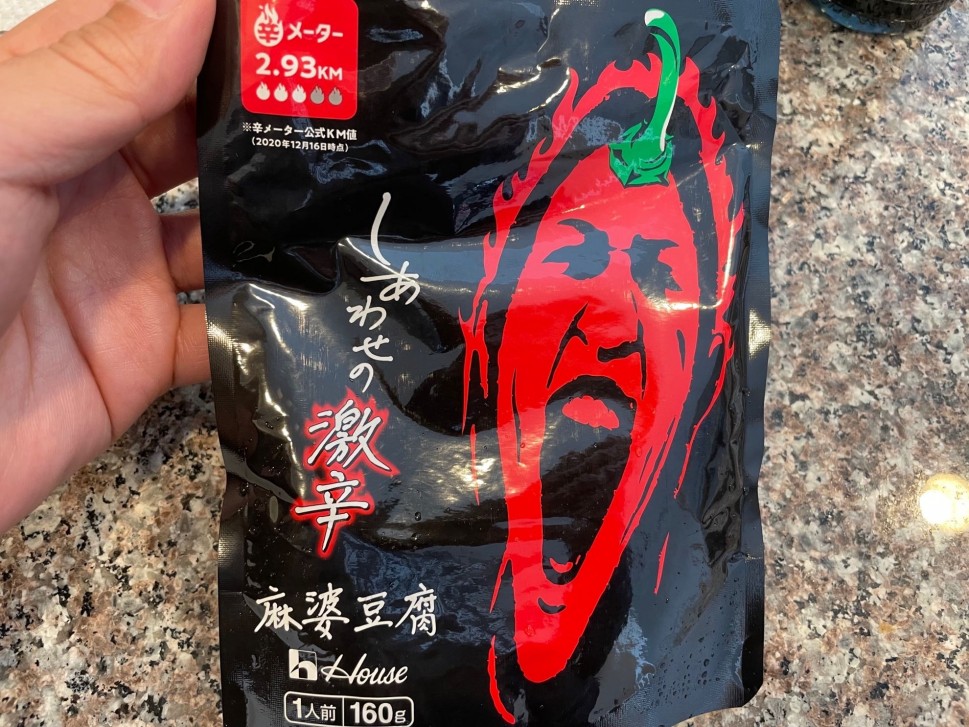 辛メーター
2.93KM
※辛メーター公式KM値
(2020年12月16日時点)
しあわせの
激辛
麻婆豆腐
House
1人前 160g